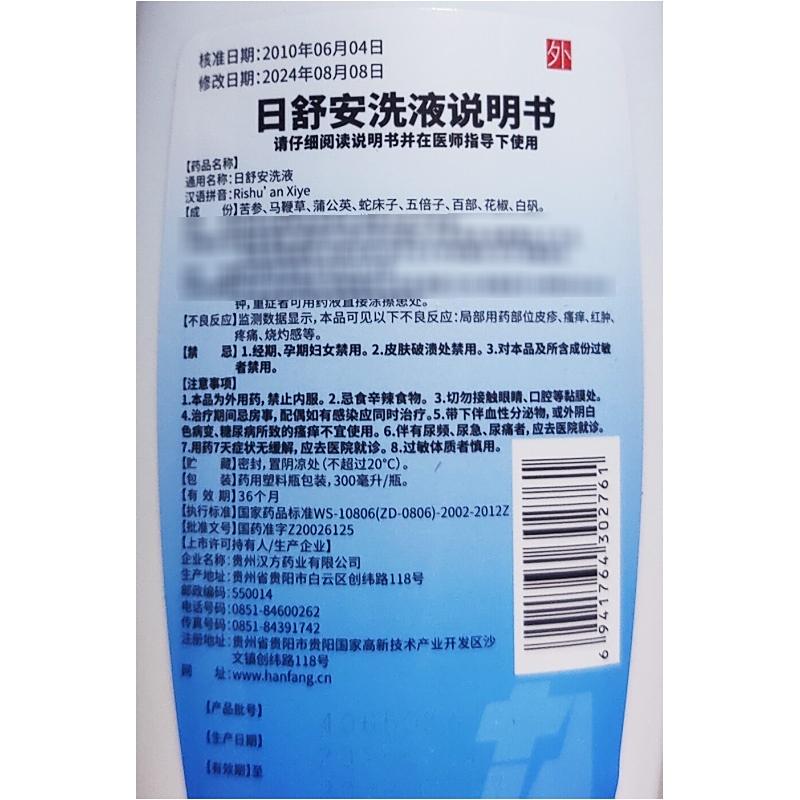 核准日期:2010年06月04日
外
修改日期:2024年08月08日
日舒安洗液说明书
请仔细阅读说明书并在医师指导下使用
【药品名称】
通用名称:日舒安洗液
汉语拼音:Rishu'an Xiye
【成 份】苦参、马鞭草、蒲公英、蛇床子、五倍子、百部、花椒、白矾。
钟,重症者可用药液直接涂擦患处。
【不良反应】监测数据显示,本品可见以下不良反应:局部用药部位皮疹、瘙痒、红肿、
疼痛、烧灼感等。
【禁 忌】1.经期、孕期妇女禁用。2.皮肤破溃处禁用。3.对本品及所含成份过敏
者禁用。
【注意事项】
1.本品为外用药,禁止内服。2.忌食辛辣食物。3.切勿接触眼睛、口腔等黏膜处。
4.治疗期间忌房事,配偶如有感染应同时治疗。5.带下伴血性分泌物,或外阴白
色病变、糖尿病所致的瘙痒不宜使用。6.伴有尿频、尿急、尿痛者,应去医院就诊。
7.用药7天症状无缓解,应去医院就诊。8.过敏体质者慎用。
【贮 藏】密封,置阴凉处(不超过20℃)。
【包 装】药用塑料瓶包装,300毫升/瓶。
【有 效 期】36个月
【执行标准】国家药品标准WS-10806(ZD-0806)-2002-2012Z
【批准文号】国药准字Z20026125
【上市许可持有人/生产企业】
企业名称:贵州汉方药业有限公司
生产地址:贵州省贵阳市白云区创纬路118号
邮政编码:550014
电话号码:0851-84600262
传真号码:0851-84391742
注册地址:贵州省贵阳市贵阳国家高新技术产业开发区沙
文镇创纬路118号
网 址:www.hanfang.cn
6941764302761
【产品批号】
【生产日期】
【有效期】至